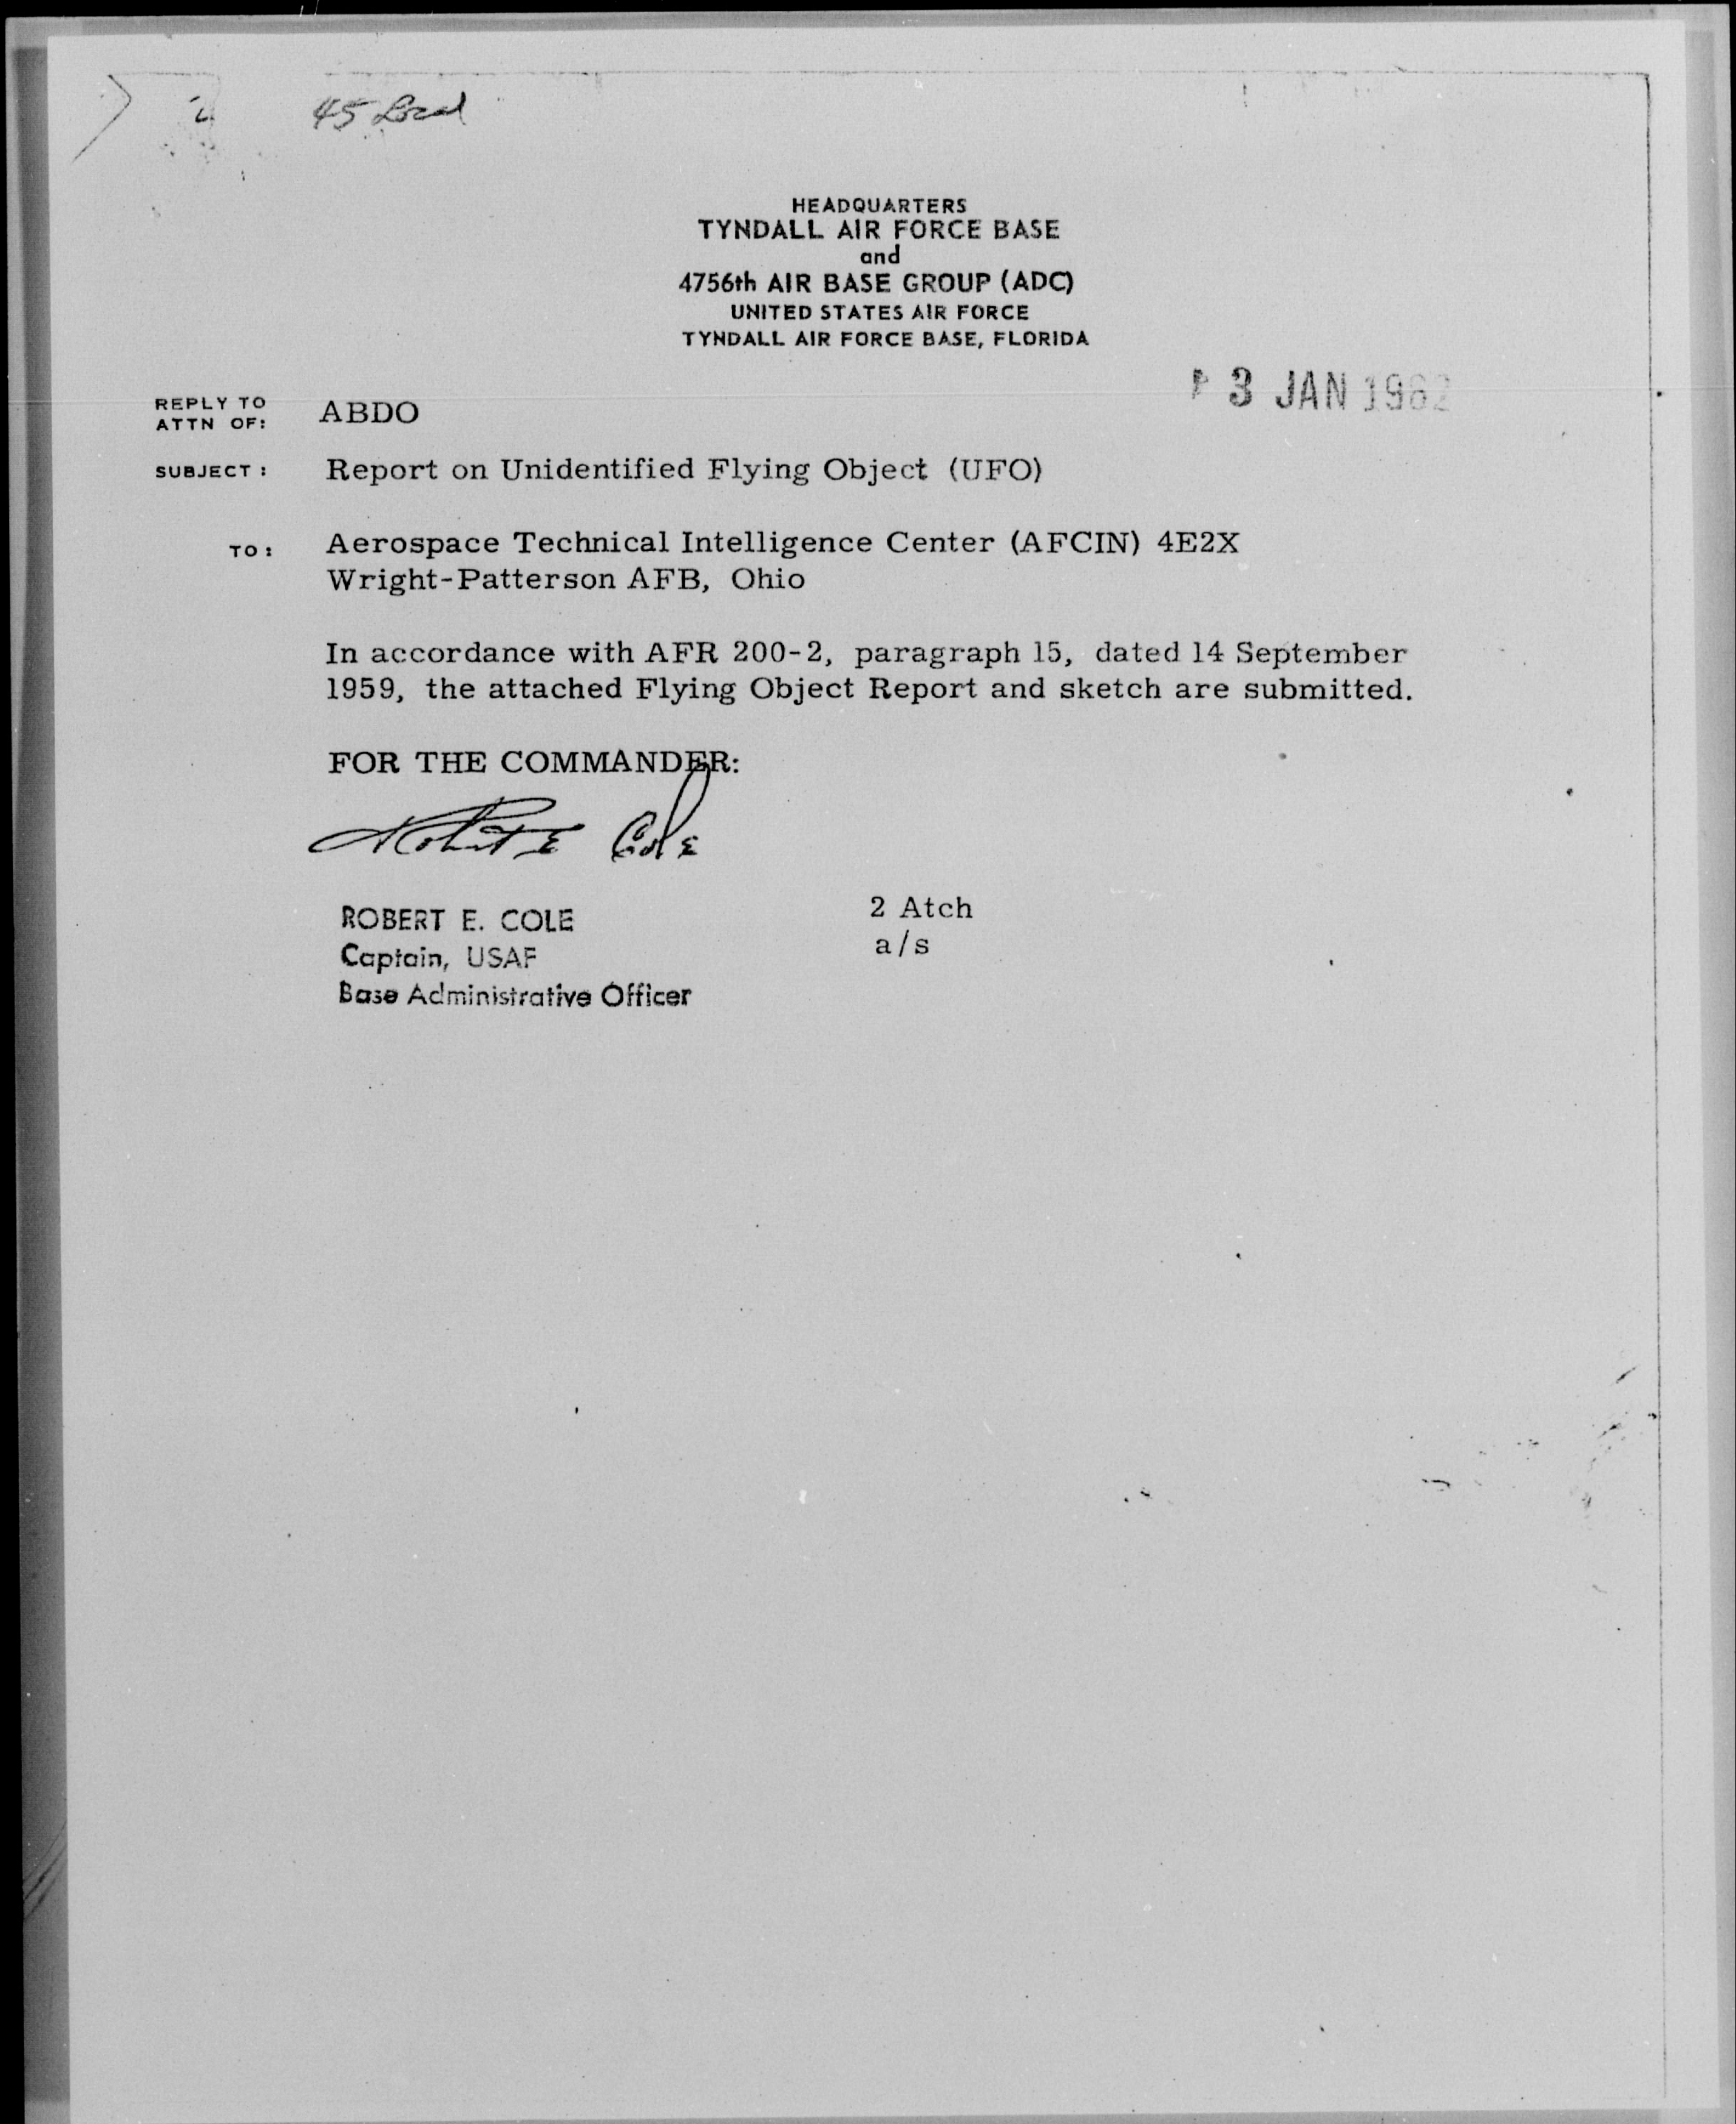 45 Local
HEADQUARTERS
TYNDALL AIR FORCE BASE
and
4756th AIR BASE GROUP (ADC)
UNITED STATES AIR FORCE
TYNDALL AIR FORCE BASE, FLORIDA
3 JAN 1962
REPLY TO
ATTN OF: ABDO
SUBJECT: Report on Unidentified Flying Object (UFO)
TO: Aerospace Technical Intelligence Center (AFCIN) 4E2X
Wright-Patterson AFB, Ohio
In accordance with AFR 200-2, paragraph 15, dated 14 September
1959, the attached Flying Object Report and sketch are submitted.
FOR THE COMMANDER:
Robert E Cole
ROBERT E. COLE
Captain, USAF
Base Administrative Officer
2 Atch
a/s